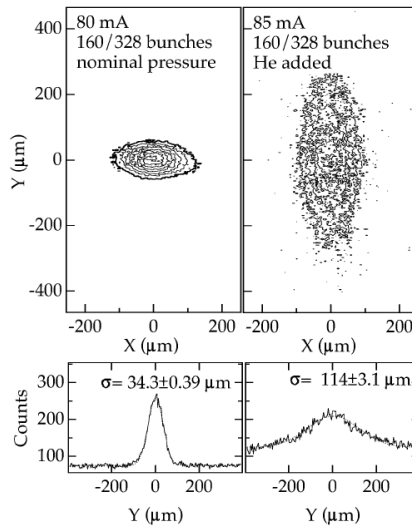 80 mA
160/328 bunches
nominal pressure
85 mA
160/328 bunches
He added
400
200
0
-200
-400
Y (µm)
-200 0 200
X (µm)
-200 0 200
X (µm)
σ= 34.3±0.39 µm
σ= 114±3.1 µm
300
200
100
Counts
-200 0 200
Y (µm)
-200 0 200
Y (µm)